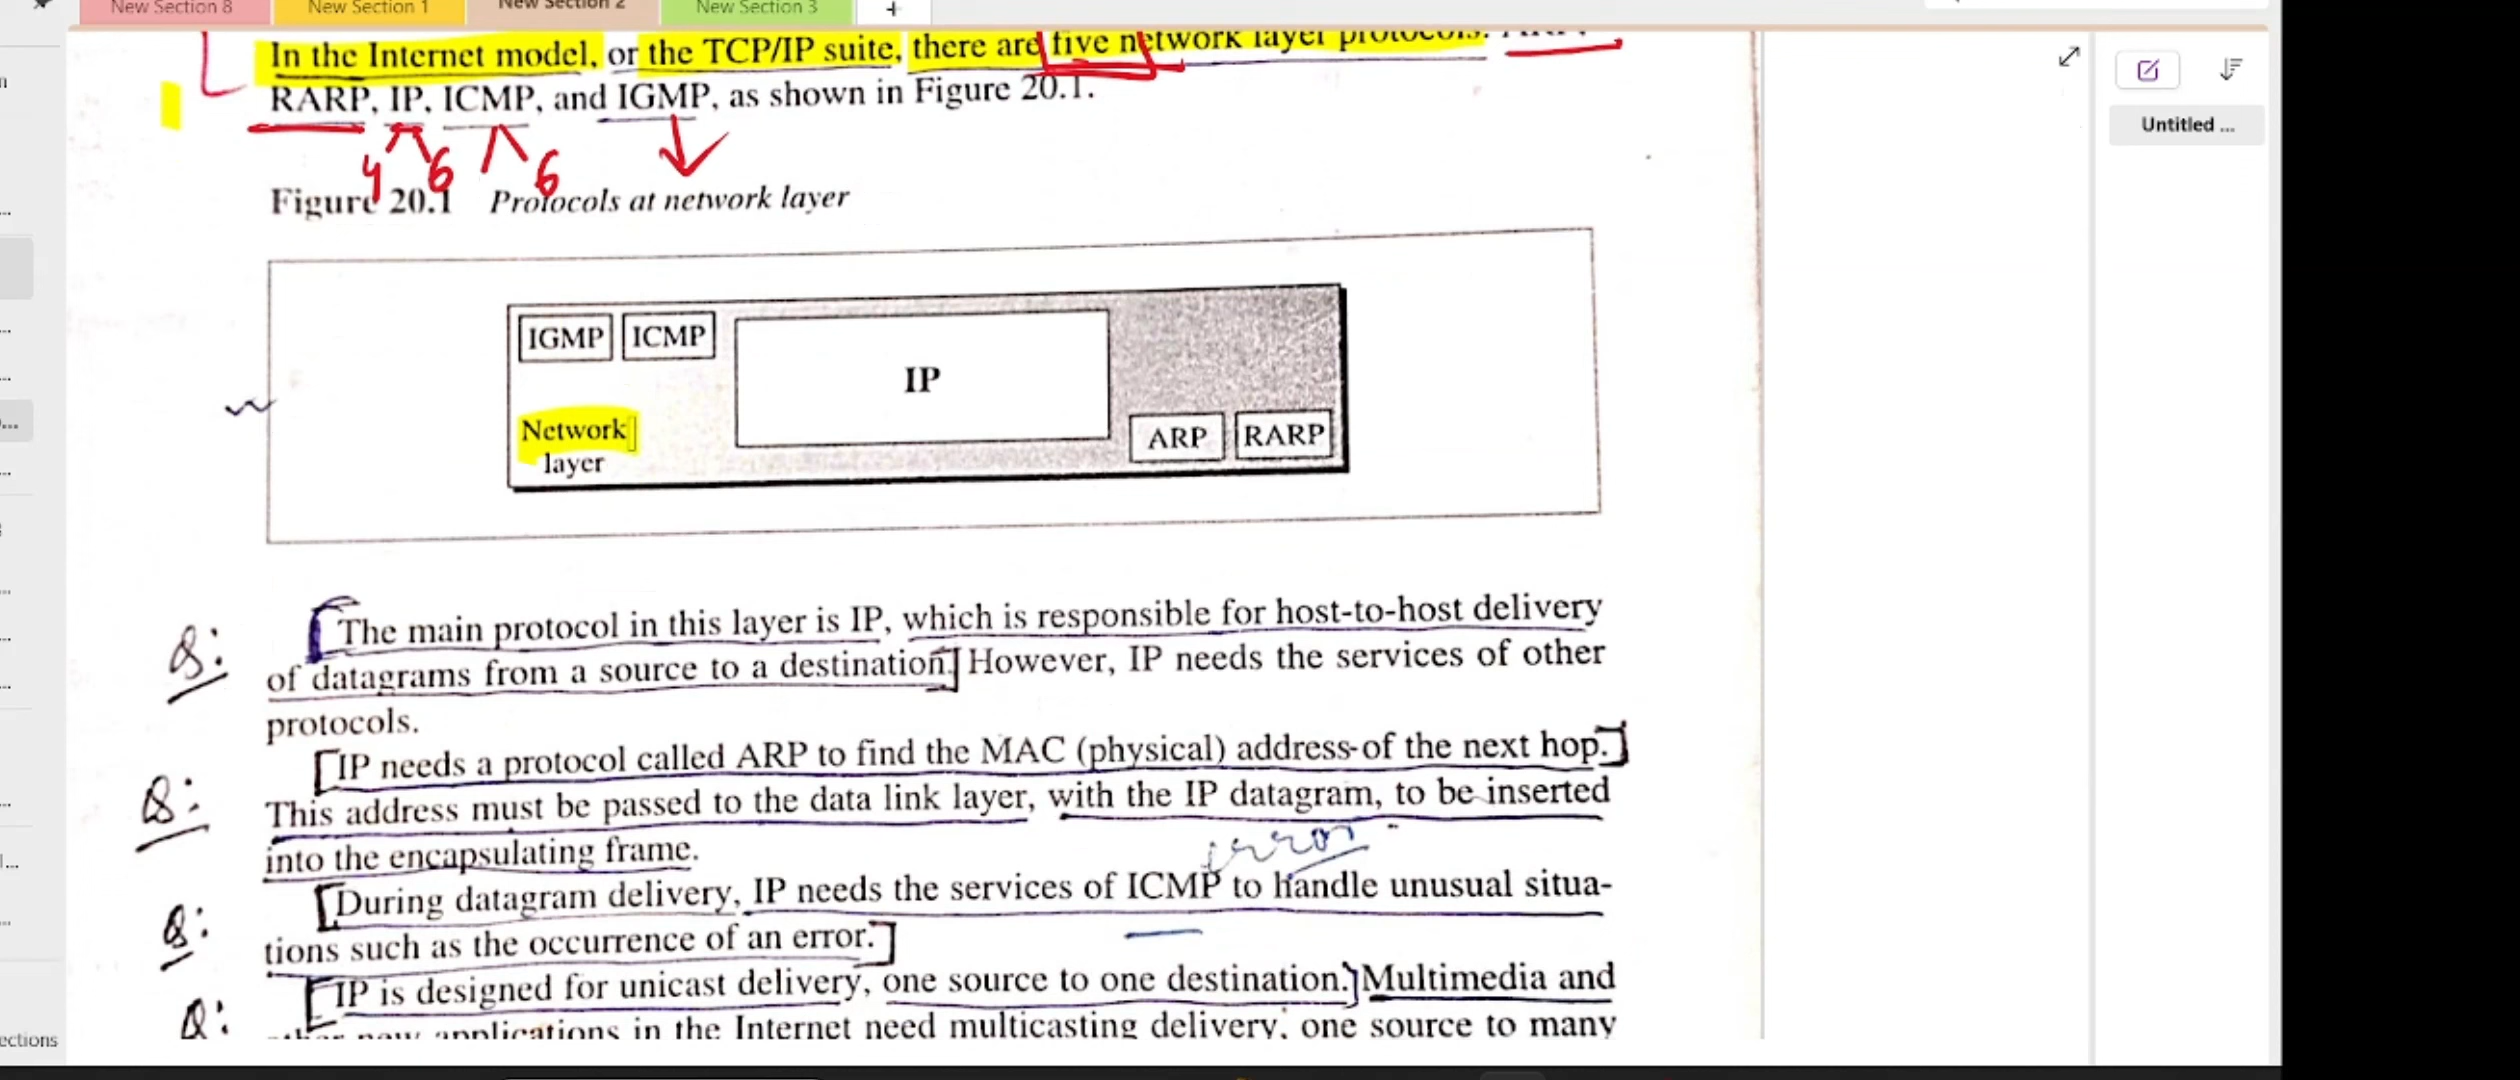 New Section 8 New Section 1 New Section 2 New Section 3 +
In the Internet model, or the TCP/IP suite, there are five network layer protocols:
RARP, IP, ICMP, and IGMP, as shown in Figure 20.1.
4 6 6
Figure 20.1 Protocols at network layer
IGMP ICMP
IP
Network
layer
ARP RARP
Q: The main protocol in this layer is IP, which is responsible for host-to-host delivery
of datagrams from a source to a destination. However, IP needs the services of other
protocols.
Q: IP needs a protocol called ARP to find the MAC (physical) address of the next hop.
This address must be passed to the data link layer, with the IP datagram, to be inserted
into the encapsulating frame.
error
Q: During datagram delivery, IP needs the services of ICMP to handle unusual situa-
tions such as the occurrence of an error.
Q: IP is designed for unicast delivery, one source to one destination. Multimedia and
applications in the Internet need multicasting delivery, one source to many
Untitled ...
ections